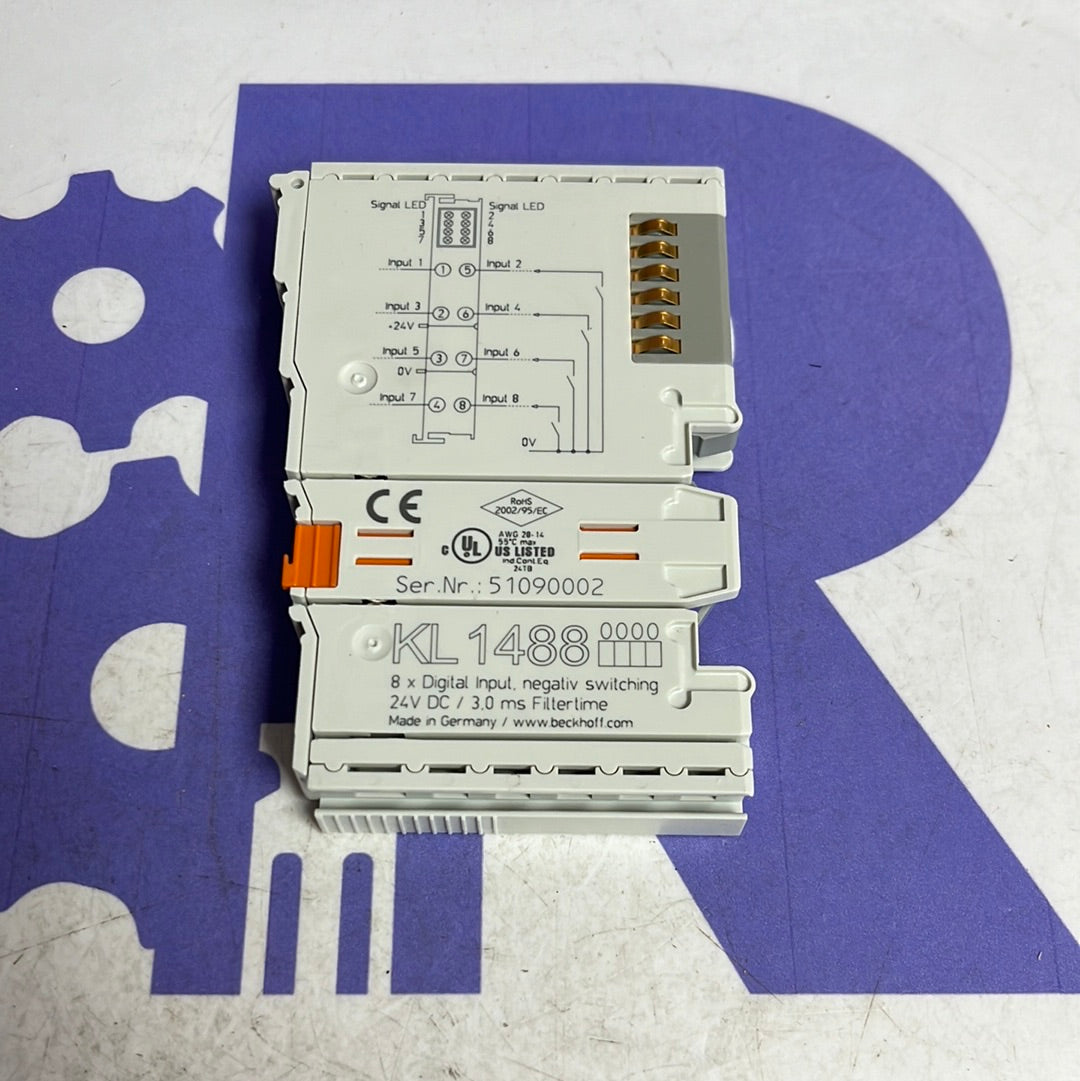 Signal LED Signal LED
1 2
3 4
5 6
7 8
Input 1 1 5 Input 2
Input 3 2 6 Input 4
+24V
Input 5 3 7 Input 6
0V
Input 7 4 8 Input 8
0V
CE
RoHS
2002/95/EC
AWG 28-14
55°C max
C UL US LISTED
Ind.Cont.Eq.
24TB
Ser.Nr.: 51090002
KL 1488 0000
8 x Digital Input, negativ switching
24V DC / 3.0 ms Filtertime
Made in Germany / www.beckhoff.com
R